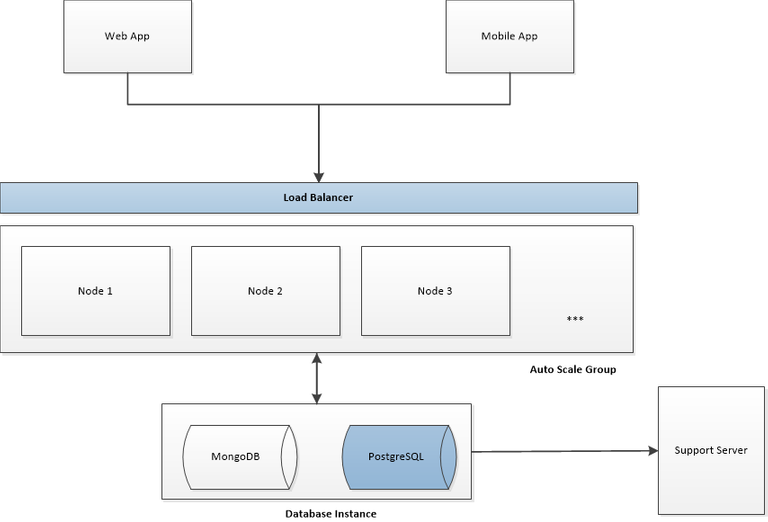 Web App
Mobile App
Load Balancer
Node 1
Node 2
Node 3
***
Auto Scale Group
MongoDB
PostgreSQL
Support Server
Database Instance